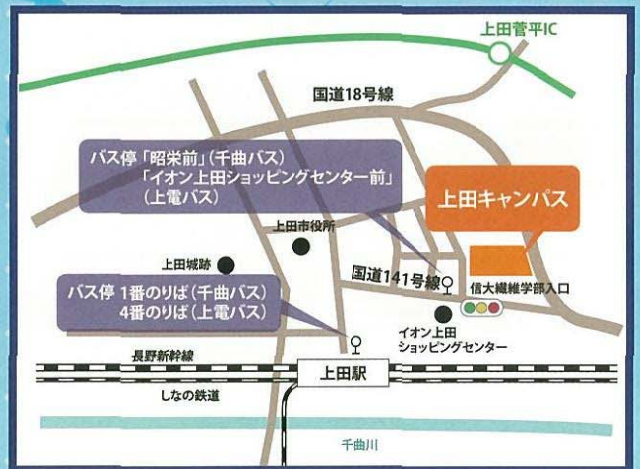 上田菅平IC
国道18号線
バス停「昭栄前」(千曲バス)
「イオン上田ショッピングセンター前」
(上電バス)
上田キャンパス
上田市役所
上田城跡
国道141号線
信大繊維学部入口
バス停 1番のりば(千曲バス)
4番のりば(上電バス)
イオン上田
ショッピングセンター
長野新幹線
上田駅
しなの鉄道
千曲川